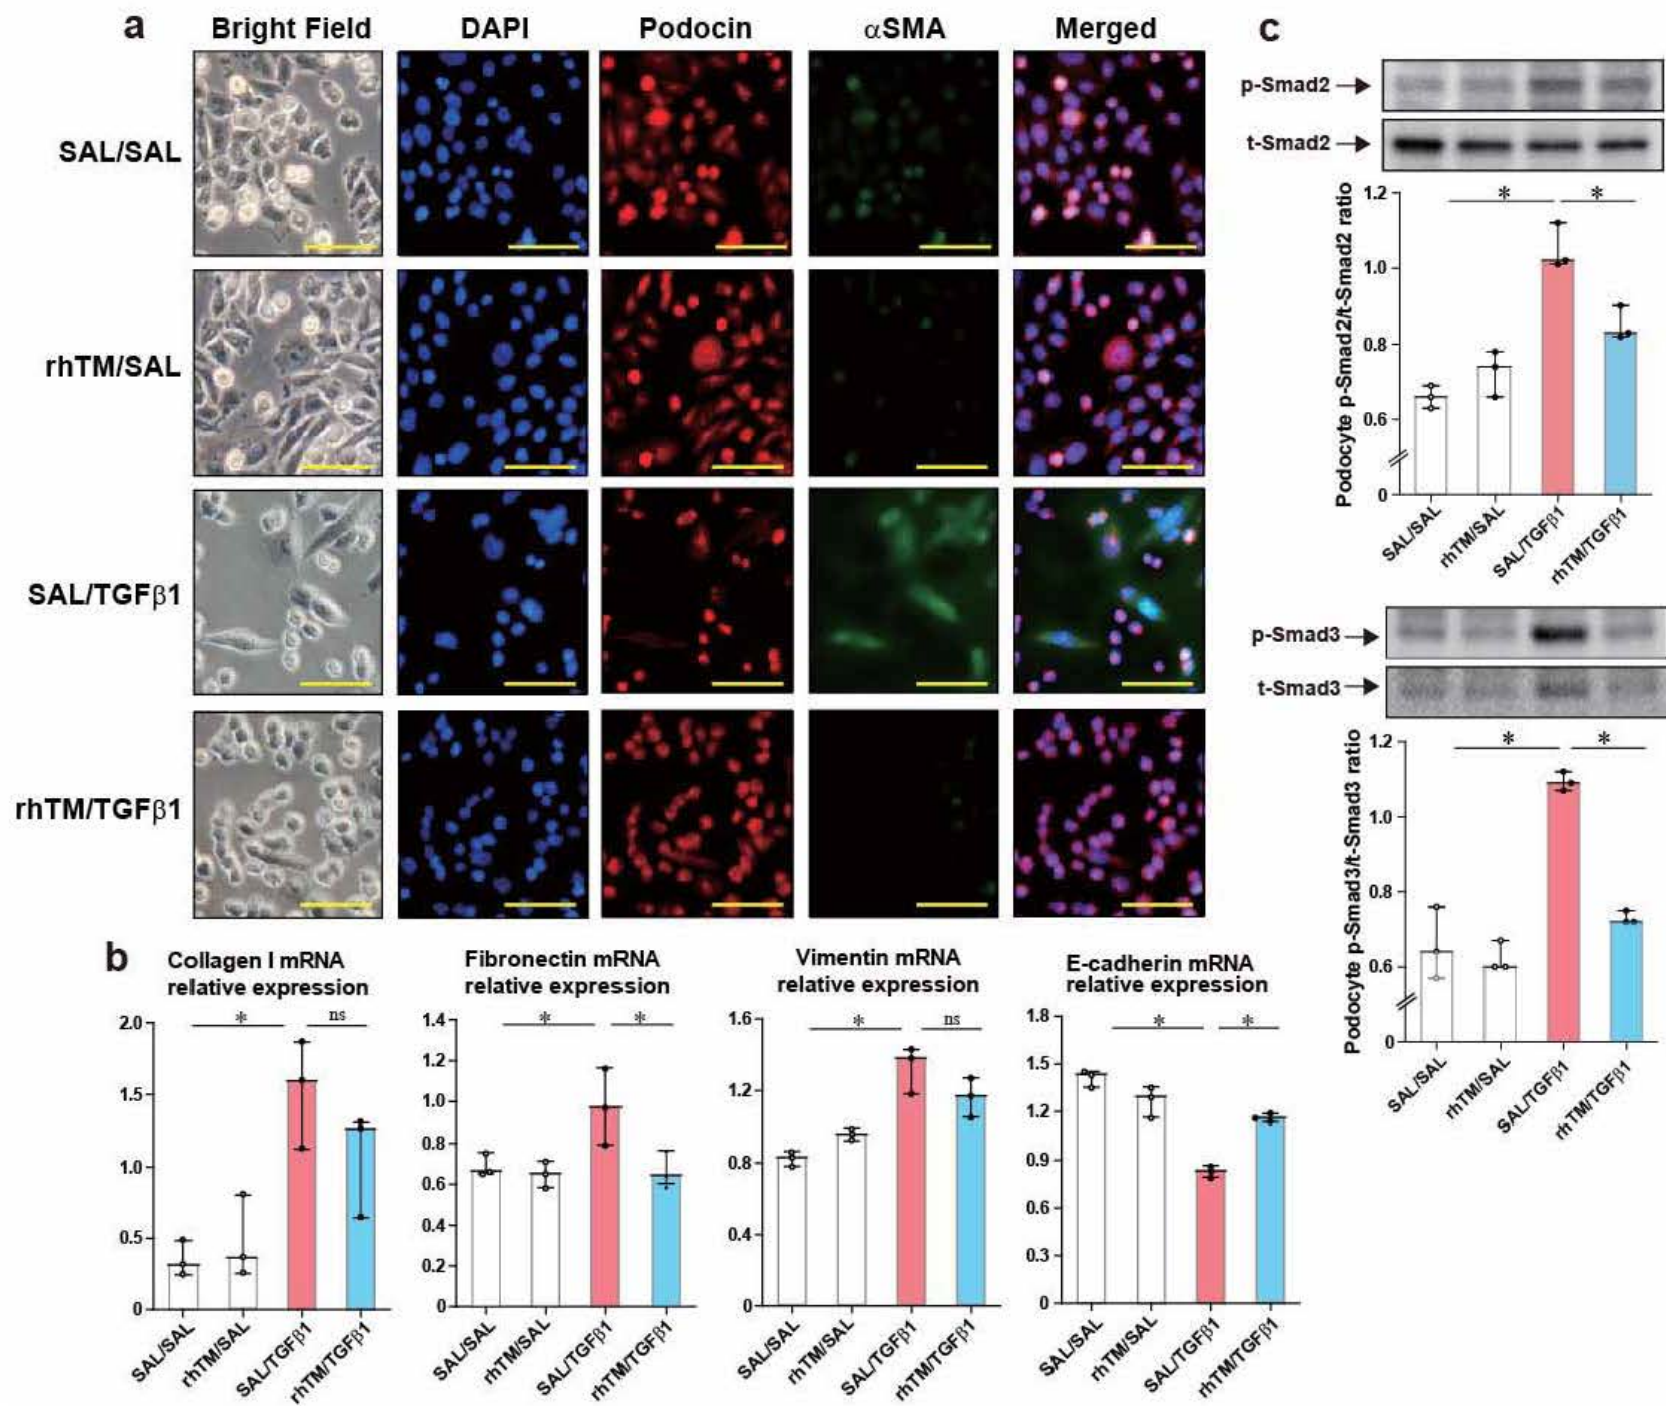 a
Bright Field
DAPI
Podocin
αSMA
Merged
SAL/SAL
rhTM/SAL
SAL/TGFβ1
rhTM/TGFβ1
b
Collagen I mRNA
relative expression
2.0
1.5
1.0
0.5
0
*
ns
SAL/SAL
rhTM/SAL
SAL/TGFβ1
rhTM/TGFβ1
Fibronectin mRNA
relative expression
1.4
1.2
1.0
0.8
0.6
0.4
0.2
0
*
*
SAL/SAL
rhTM/SAL
SAL/TGFβ1
rhTM/TGFβ1
Vimentin mRNA
relative expression
1.6
1.2
0.8
0.4
0
*
ns
SAL/SAL
rhTM/SAL
SAL/TGFβ1
rhTM/TGFβ1
E-cadherin mRNA
relative expression
1.8
1.5
1.2
0.9
0.6
0.3
0
*
*
SAL/SAL
rhTM/SAL
SAL/TGFβ1
rhTM/TGFβ1
c
p-Smad2
t-Smad2
Podocyte p-Smad2/t-Smad2 ratio
1.2
1.0
0.8
0.6
0
*
*
SAL/SAL
rhTM/SAL
SAL/TGFβ1
rhTM/TGFβ1
p-Smad3
t-Smad3
Podocyte p-Smad3/t-Smad3 ratio
1.2
1.0
0.8
0.6
0
*
*
SAL/SAL
rhTM/SAL
SAL/TGFβ1
rhTM/TGFβ1